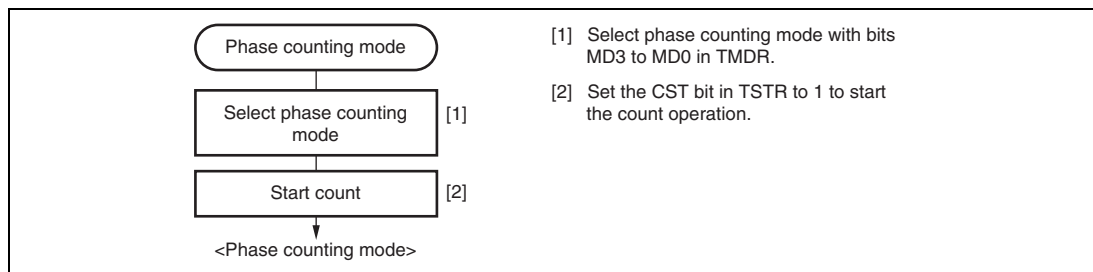 Phase counting mode
Select phase counting
mode
[1]
Start count
[2]
<Phase counting mode>
[1] Select phase counting mode with bits
MD3 to MD0 in TMDR.
[2] Set the CST bit in TSTR to 1 to start
the count operation.